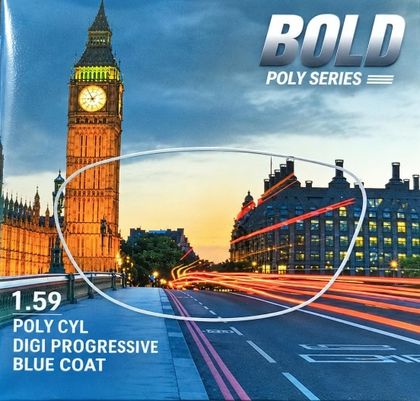 BOLD
POLY SERIES
1.59
POLY CYL
DIGI PROGRESSIVE
BLUE COAT